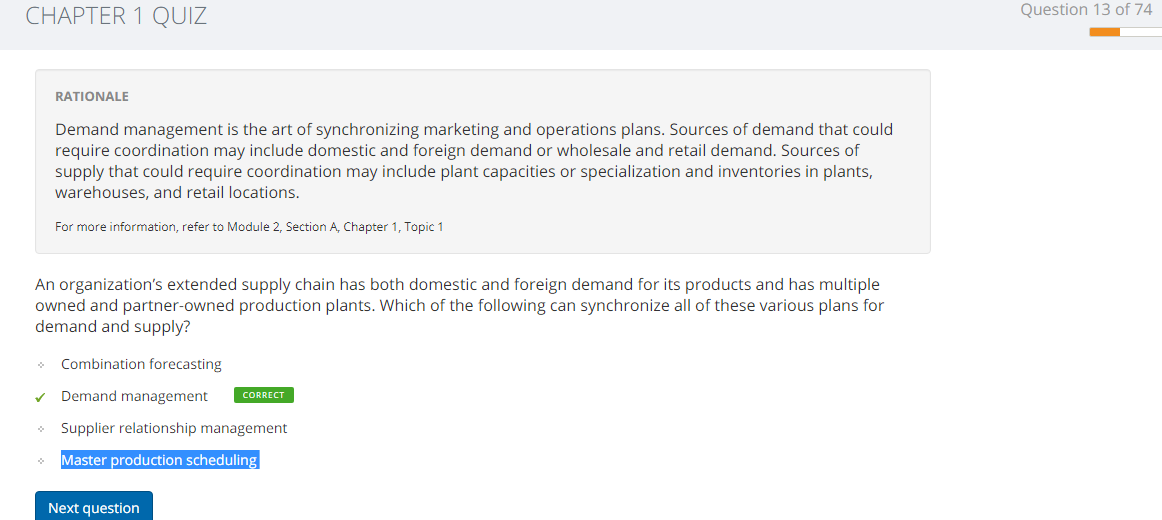 CHAPTER 1 QUIZ
Question 13 of 74
RATIONALE
Demand management is the art of synchronizing marketing and operations plans. Sources of demand that could
require coordination may include domestic and foreign demand or wholesale and retail demand. Sources of
supply that could require coordination may include plant capacities or specialization and inventories in plants,
warehouses, and retail locations.
For more information, refer to Module 2, Section A, Chapter 1, Topic 1
An organization’s extended supply chain has both domestic and foreign demand for its products and has multiple
owned and partner-owned production plants. Which of the following can synchronize all of these various plans for
demand and supply?
Combination forecasting
Demand management CORRECT
Supplier relationship management
Master production scheduling
Next question